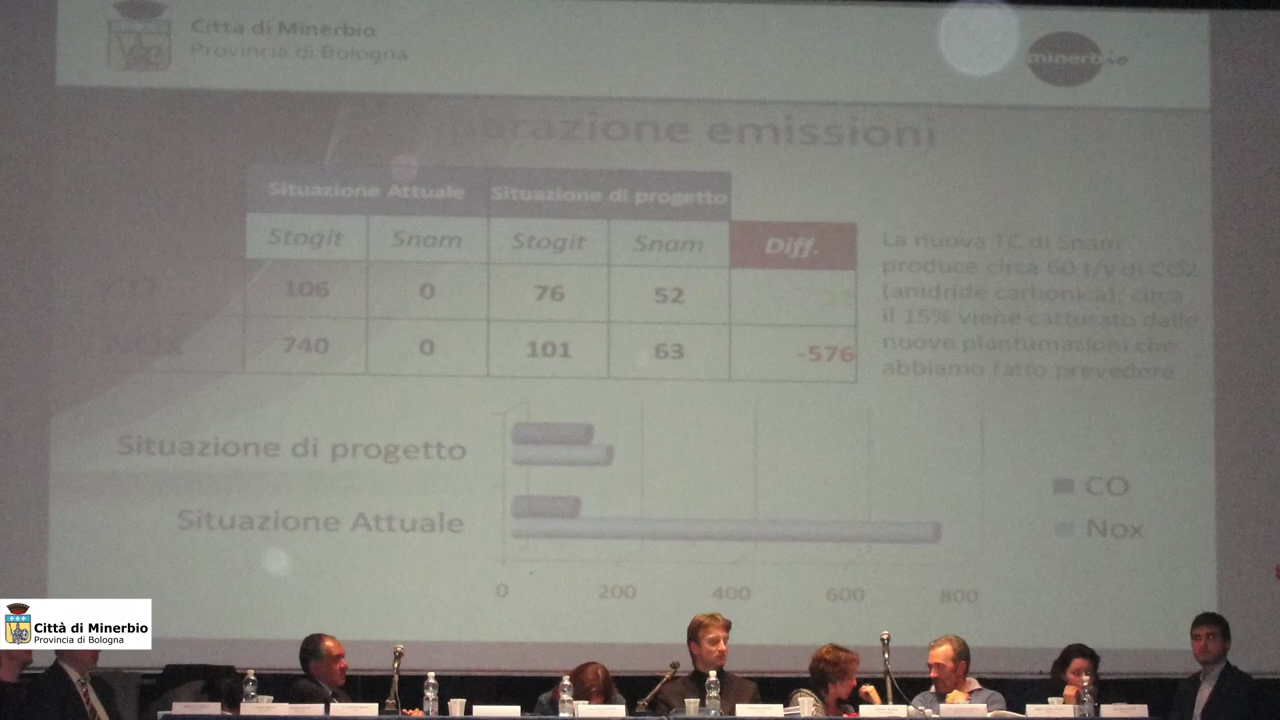 Città di Minerbio
Provincia di Bologna
minerbio
parazione emissioni
Situazione Attuale Situazione di progetto
Stogit Snam Stogit Snam Diff.
106 0 76 52
NOX 740 0 101 63 -576
La nuova TC di Snam
produce circa 60 t/y di CO2
(anidride carbonica); circa
il 15% viene catturato dalle
nuove piantumazioni che
abbiamo fatto prevedere
Situazione di progetto
Situazione Attuale
CO
Nox
0 200 400 600 800
Città di Minerbio
Provincia di Bologna